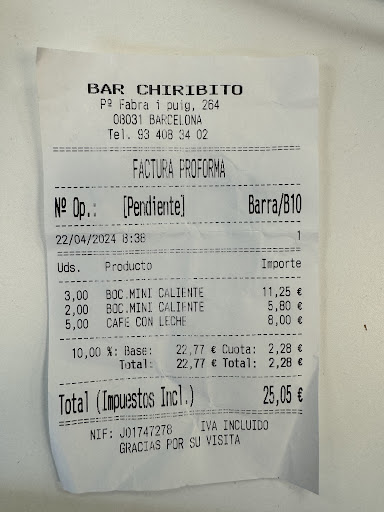 BAR CHIRIBITO
Pº Fabra i puig, 264
08031 BARCELONA
Tel. 93 408 34 02
FACTURA PROFORMA
Nº Op.: [Pendiente] Barra/B10
22/04/2024 8:38 1
Uds. Producto Importe
3,00 BOC.MINI CALIENTE 11,25 €
2,00 BOC.MINI CALIENTE 5,80 €
5,00 CAFE CON LECHE 8,00 €
10,00 %: Base: 22,77 € Cuota: 2,28 €
Total: 22,77 € Total: 2,28 €
Total (Impuestos Incl.) 25,05 €
NIF: J01747278 IVA INCLUIDO
GRACIAS POR SU VISITA